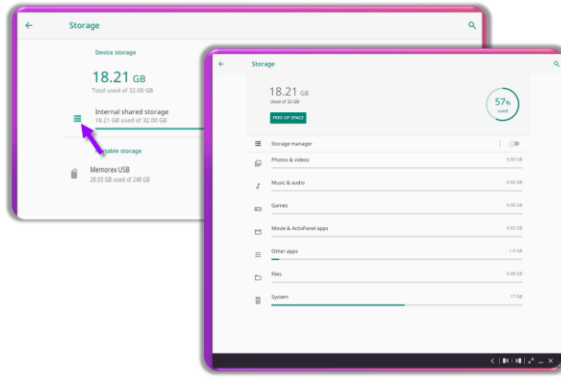 Storage
Device storage
18.21 GB
Total used of 32.00 GB
Internal shared storage
18.21 GB used of 32.00 GB
Portable storage
Memorex USB
28.03 GB used of 248 GB
Storage
18.21 GB
Used of 32 GB
57%
used
FREE UP SPACE
Storage manager
Photos & videos
0.00 GB
Music & audio
0.00 GB
Games
0.00 GB
Movie & ActivPanel apps
0.02 GB
Other apps
1.0 GB
Files
0.00 GB
System
17 GB